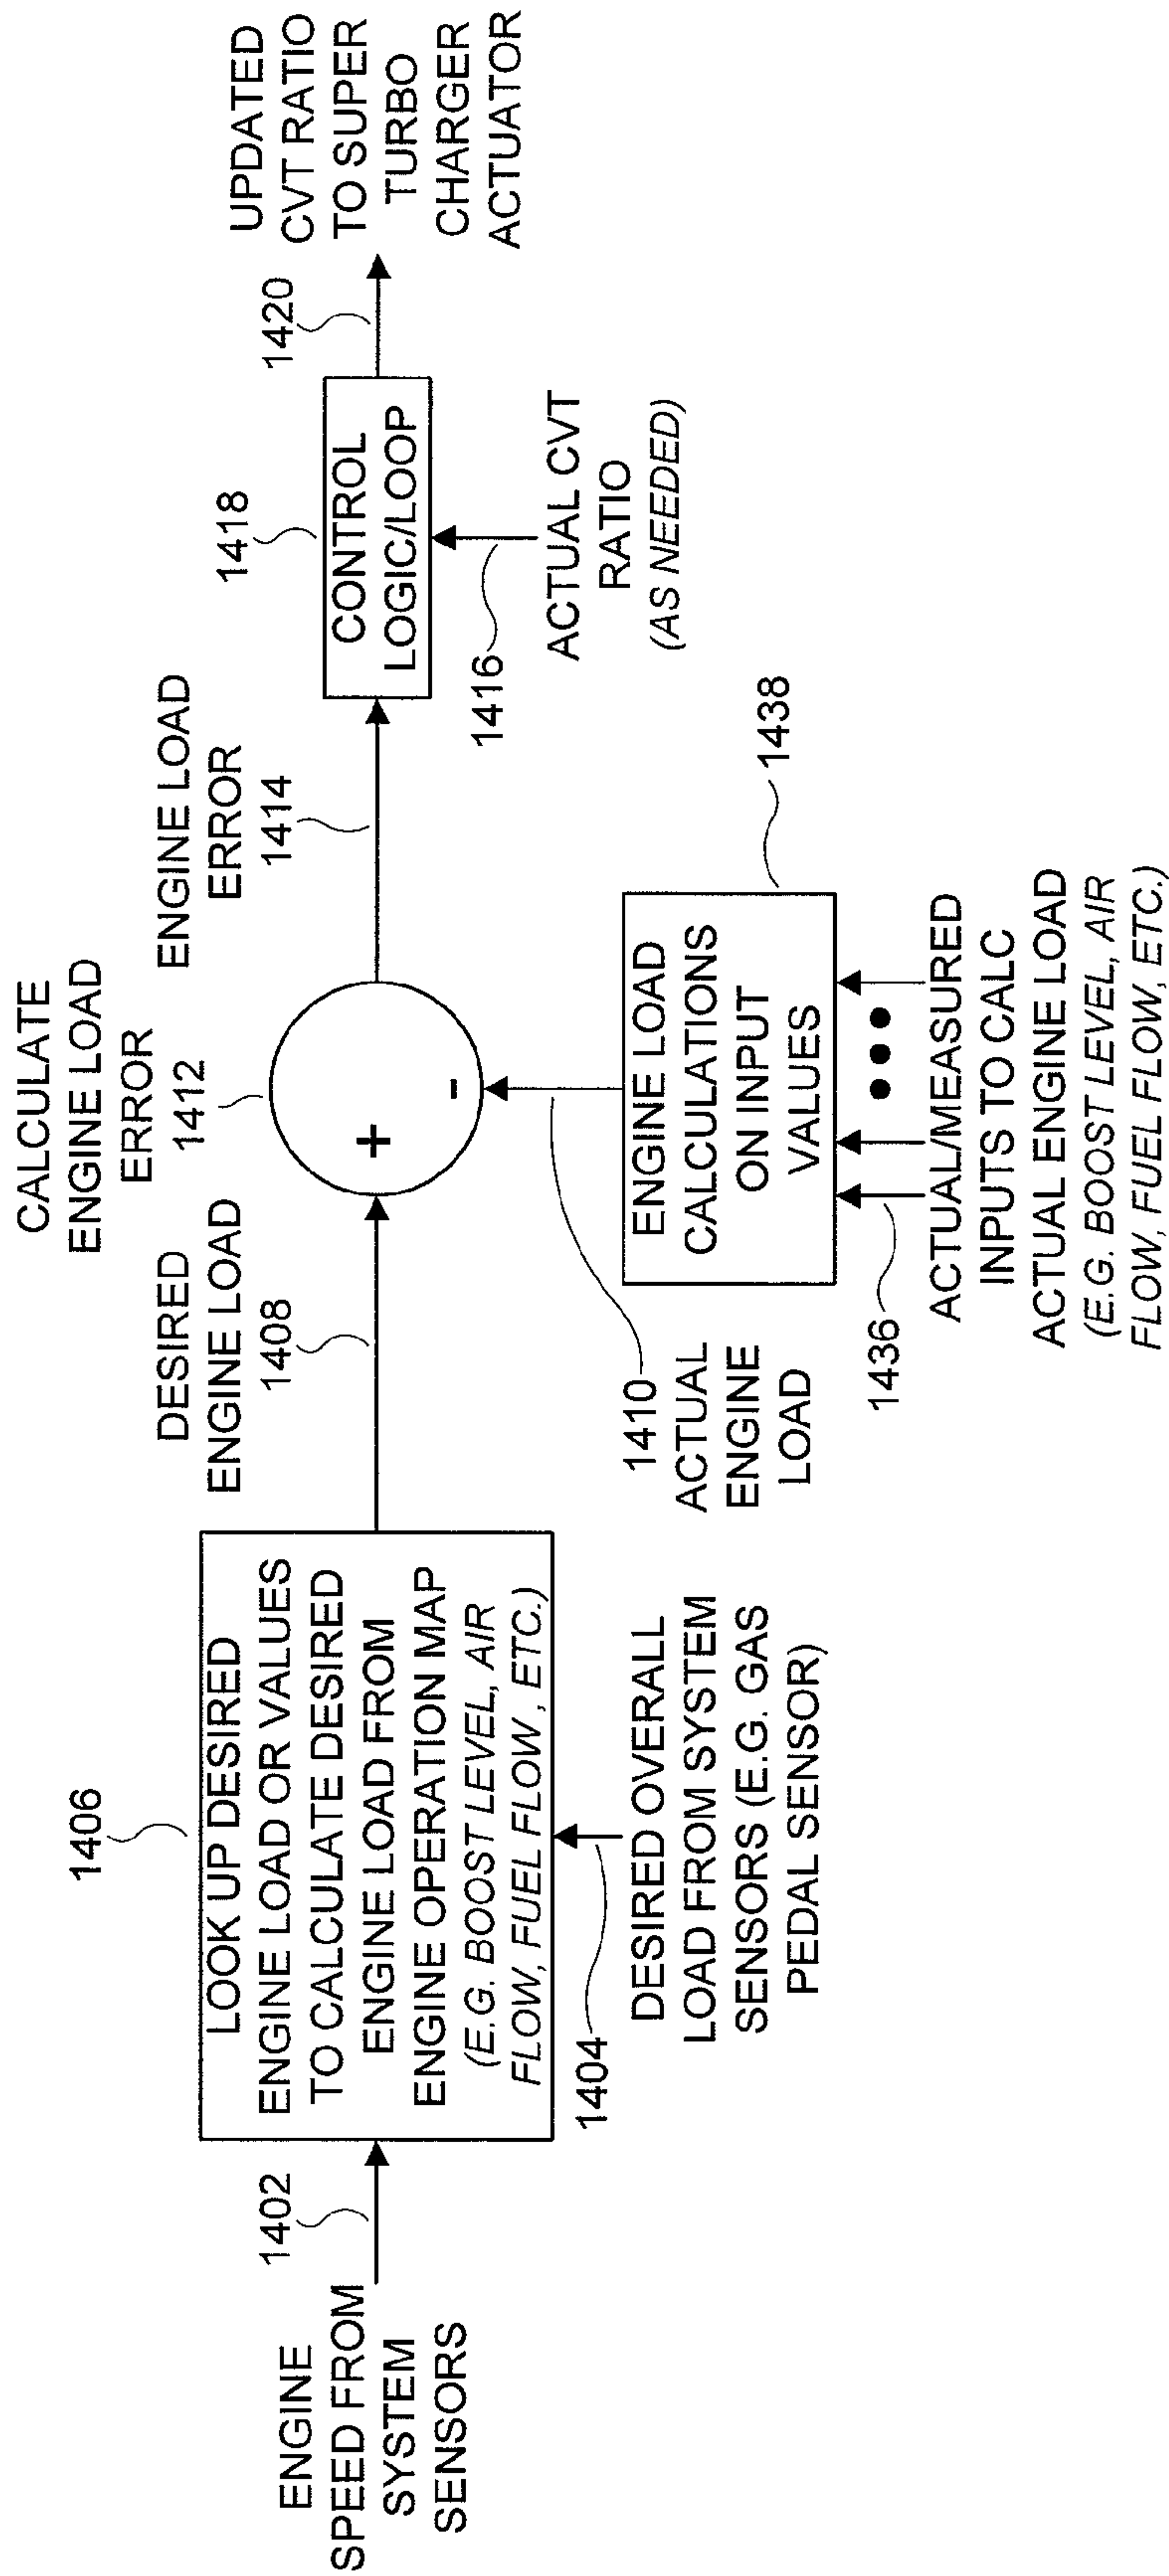 ENGINE
SPEED FROM
SYSTEM
SENSORS
1402
1406
LOOK UP DESIRED
ENGINE LOAD OR VALUES
TO CALCULATE DESIRED
ENGINE LOAD FROM
ENGINE OPERATION MAP
(E.G. BOOST LEVEL, AIR
FLOW, FUEL FLOW , ETC.)
1404
DESIRED OVERALL
LOAD FROM SYSTEM
SENSORS (E.G. GAS
PEDAL SENSOR)
DESIRED
ENGINE LOAD
1408
CALCULATE
ENGINE LOAD
ERROR
1412
+
-
1410
ACTUAL
ENGINE
LOAD
ENGINE LOAD
CALCULATIONS
ON INPUT
VALUES
1438
1436
ACTUAL/MEASURED
INPUTS TO CALC
ACTUAL ENGINE LOAD
(E.G. BOOST LEVEL, AIR
FLOW, FUEL FLOW, ETC.)
ENGINE LOAD
ERROR
1414
1418
CONTROL
LOGIC/LOOP
1416
ACTUAL CVT
RATIO
(AS NEEDED)
1420
UPDATED
CVT RATIO
TO SUPER
TURBO
CHARGER
ACTUATOR